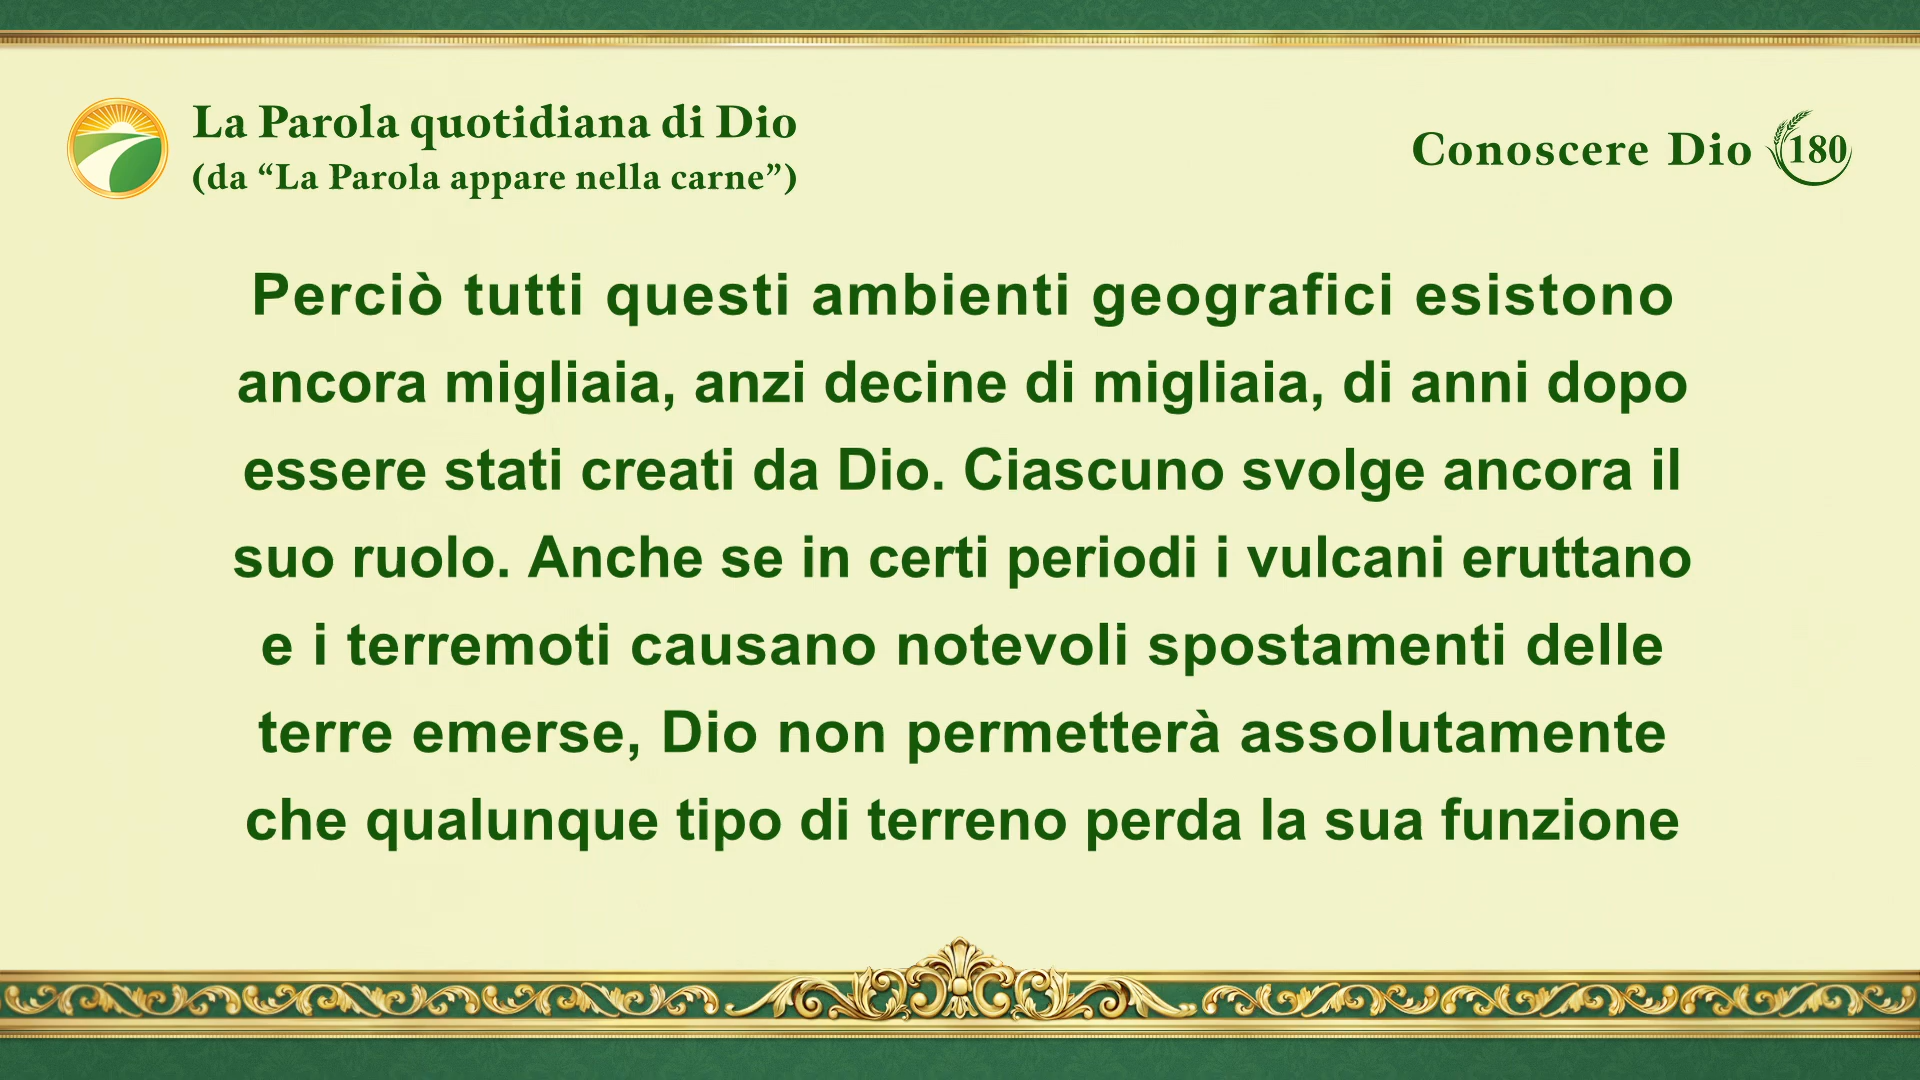 La Parola quotidiana di Dio
(da “La Parola appare nella carne”)
Conoscere Dio 180
Perciò tutti questi ambienti geografici esistono
ancora migliaia, anzi decine di migliaia, di anni dopo
essere stati creati da Dio. Ciascuno svolge ancora il
suo ruolo. Anche se in certi periodi i vulcani eruttano
e i terremoti causano notevoli spostamenti delle
terre emerse, Dio non permetterà assolutamente
che qualunque tipo di terreno perda la sua funzione